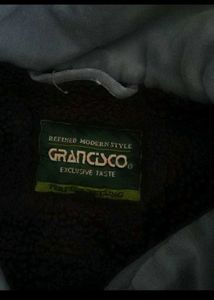 REFINED MODERN STYLE
GRANCISCO®
EXCLUSIVE TASTE